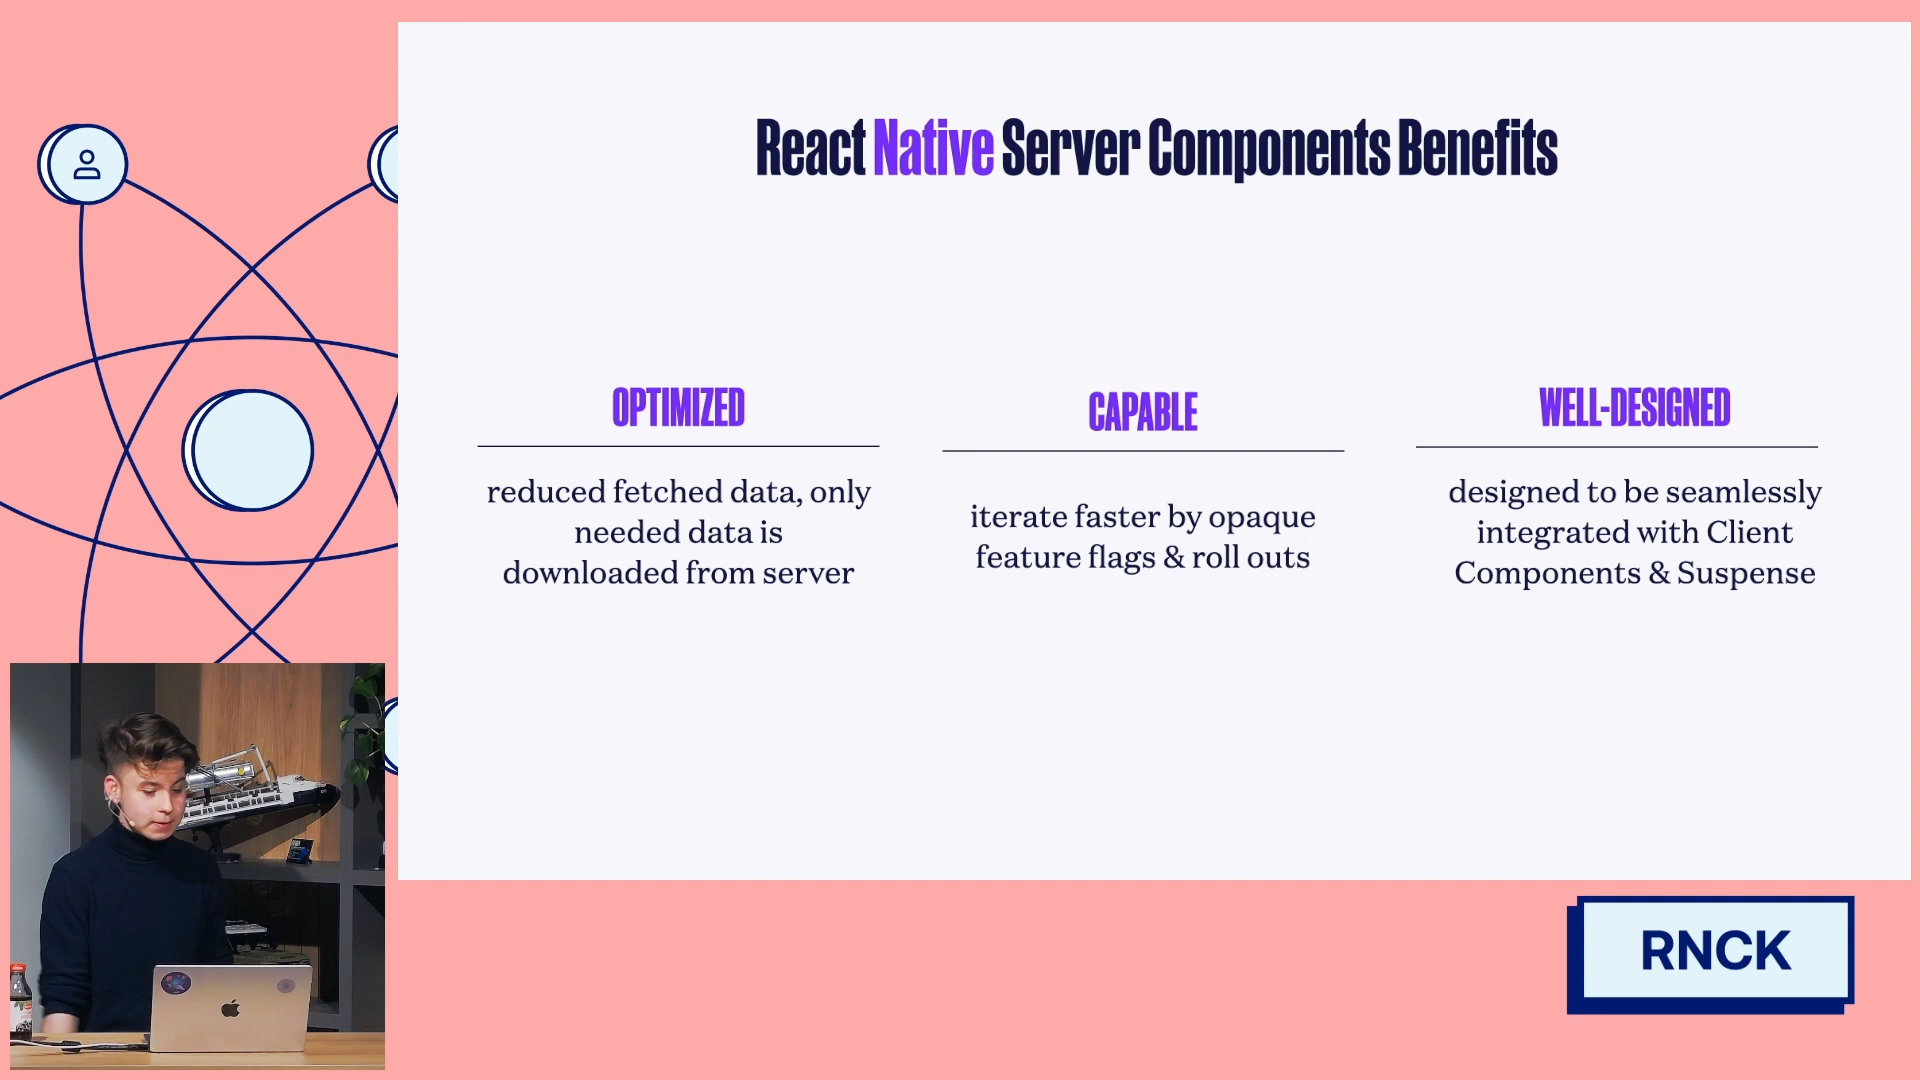 React Native Server Components Benefits
OPTIMIZED
reduced fetched data, only
needed data is
downloaded from server
CAPABLE
iterate faster by opaque
feature flags & roll outs
WELL-DESIGNED
designed to be seamlessly
integrated with Client
Components & Suspense
RNCK